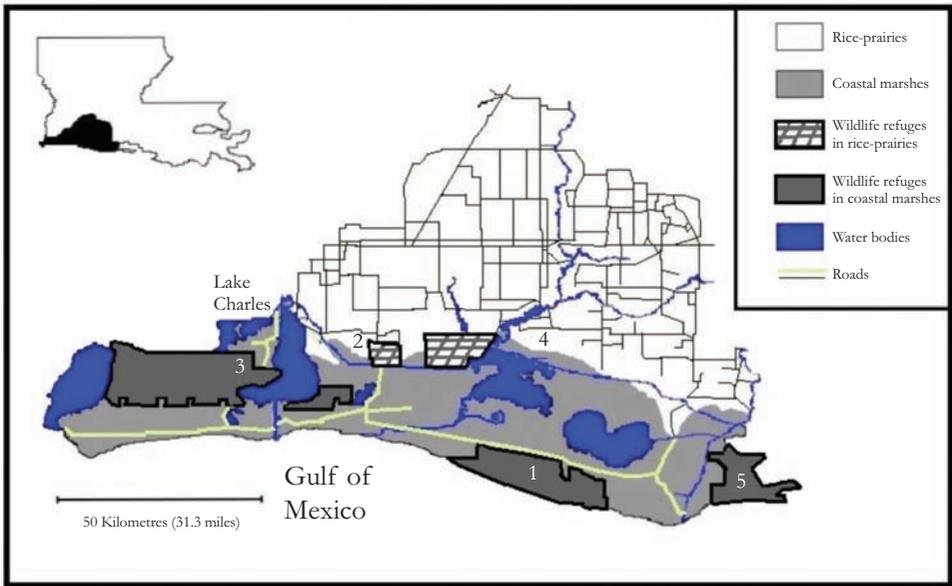 Rice-prairies
Coastal marshes
Wildlife refuges
in rice-prairies
Wildlife refuges
in coastal marshes
Water bodies
Roads
Lake
Charles
2
4
3
1
5
Gulf of
Mexico
50 Kilometres (31.3 miles)